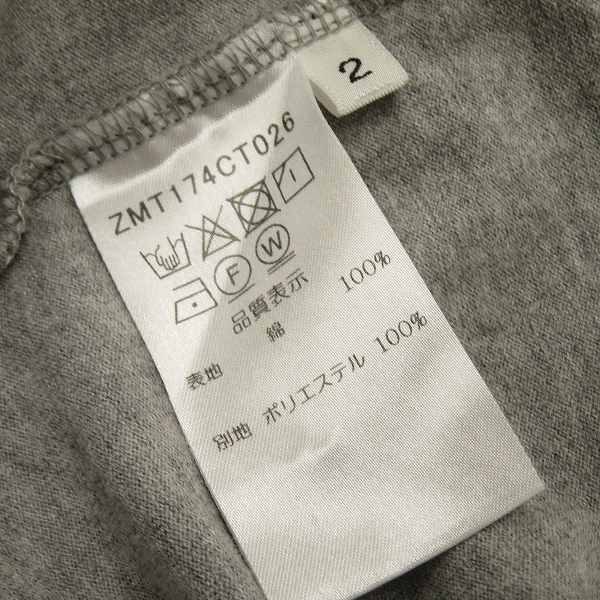 2
ZMT174CT026
F W
品質表示
表地 綿 100%
別地 ポリエステル 100%